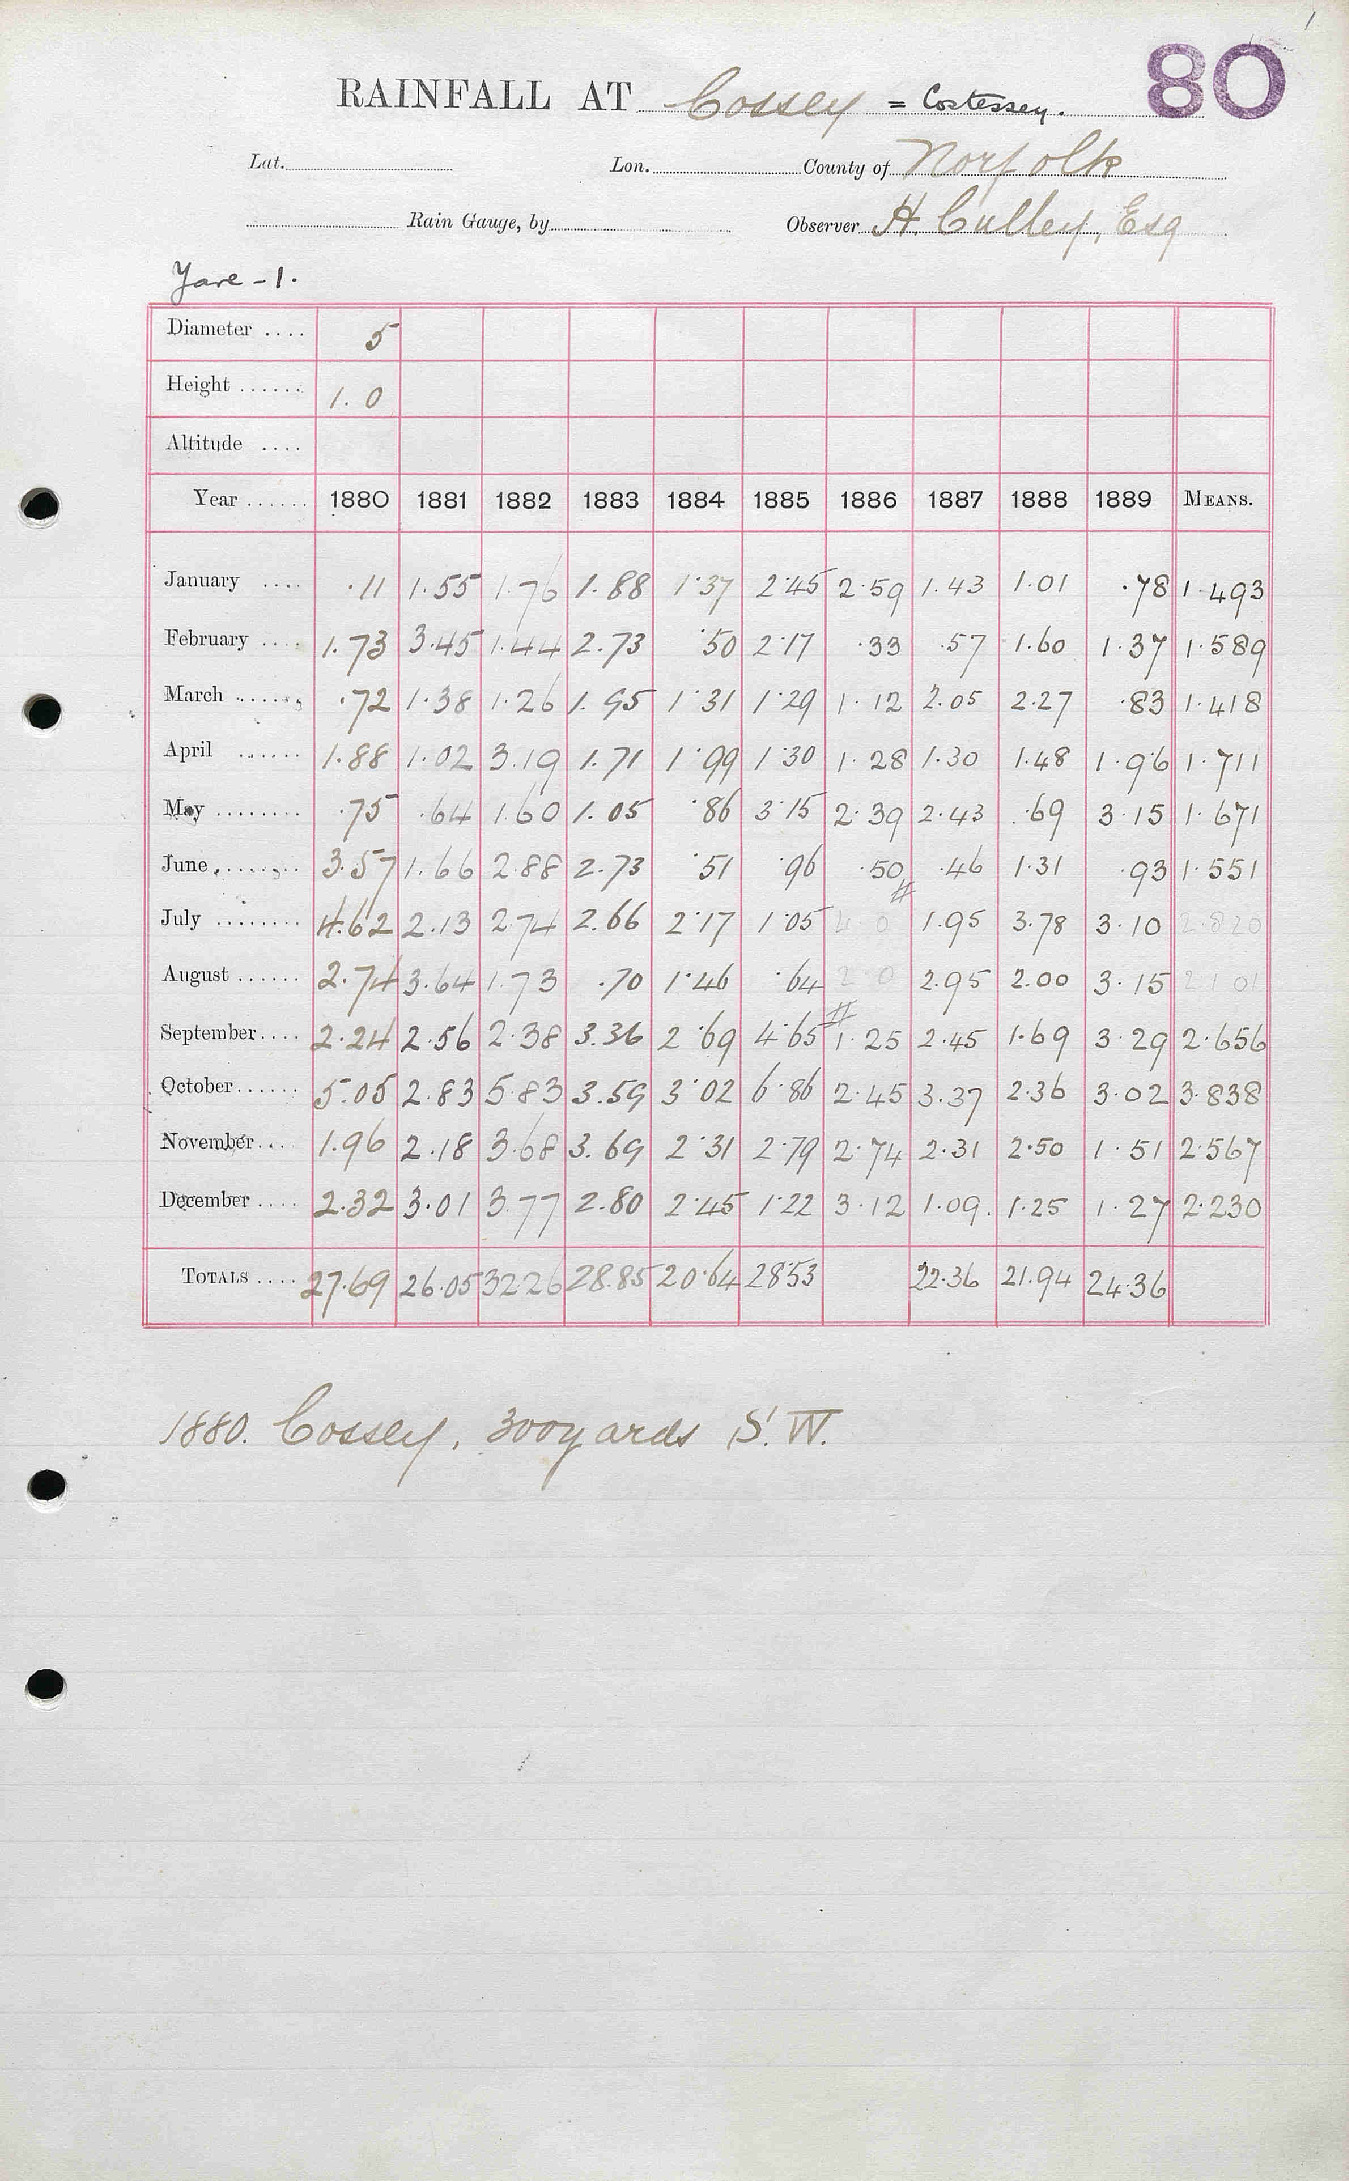 1
80
RAINFALL AT Cossey = Costessey.
Lat. Lon. County of Norfolk
Rain Gauge, by Observer H. Culley, Esq
Yare - 1.
Diameter .... 5
Height ...... 1.0
Altitude ....
Year ...... 1880 1881 1882 1883 1884 1885 1886 1887 1888 1889 MEANS.
January .... .11 1.55 1.76 1.88 1.37 2.45 2.59 1.43 1.01 .78 1.493
February .... 1.73 3.45 1.44 2.73 .50 2.17 .33 .57 1.60 1.37 1.589
March ...... .72 1.38 1.26 1.95 1.31 1.29 1.12 2.05 2.27 .83 1.418
April ...... 1.88 1.02 3.19 1.71 1.99 1.30 1.28 1.30 1.48 1.96 1.711
May ........ .75 .64 1.60 1.05 .86 3.15 2.39 2.43 .69 3.15 1.671
June ........ 3.57 1.66 2.88 2.73 .51 .96 .50 .46 1.31 .93 1.551
#
July ........ 4.62 2.13 2.74 2.66 2.17 1.05 4.0 1.95 3.78 3.10 2.820
August ...... 2.74 3.64 1.73 .70 1.46 .64 2.0 2.95 2.00 3.15 2.101
#
September.... 2.24 2.56 2.38 3.36 2.69 4.65 1.25 2.45 1.69 3.29 2.656
October...... 5.05 2.83 5.83 3.59 3.02 6.86 2.45 3.37 2.36 3.02 3.838
November.... 1.96 2.18 3.68 3.69 2.31 2.79 2.74 2.31 2.50 1.51 2.567
December .... 2.32 3.01 3.77 2.80 2.45 1.22 3.12 1.09. 1.25 1.27 2.230
TOTALS .... 27.69 26.05 32.26 28.85 20.64 28.53 22.36 21.94 24.36
1880. Cossey, 300 yards S.W.